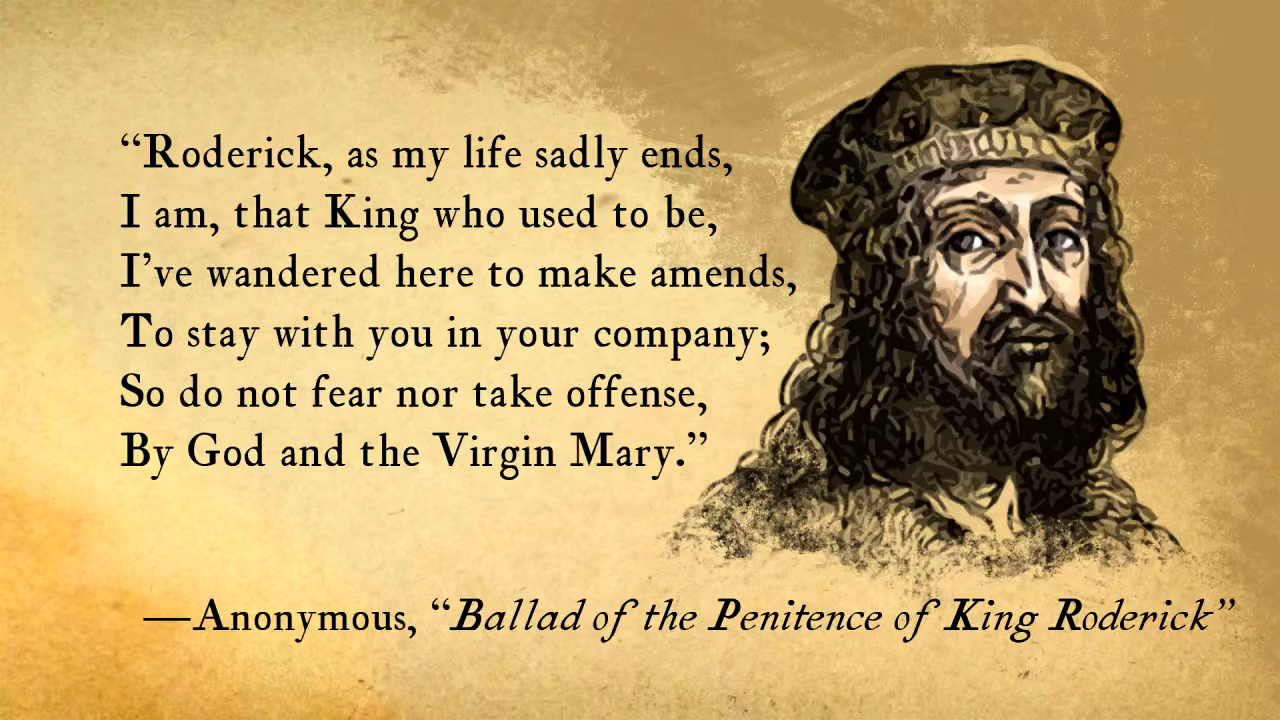 “Roderick, as my life sadly ends,
I am, that King who used to be,
I’ve wandered here to make amends,
To stay with you in your company;
So do not fear nor take offense,
By God and the Virgin Mary.”
—Anonymous, “Ballad of the Penitence of King Roderick”